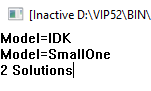 [Inactive D:\VIP52\BIN\
Model=IDK
Model=SmallOne
2 Solutions